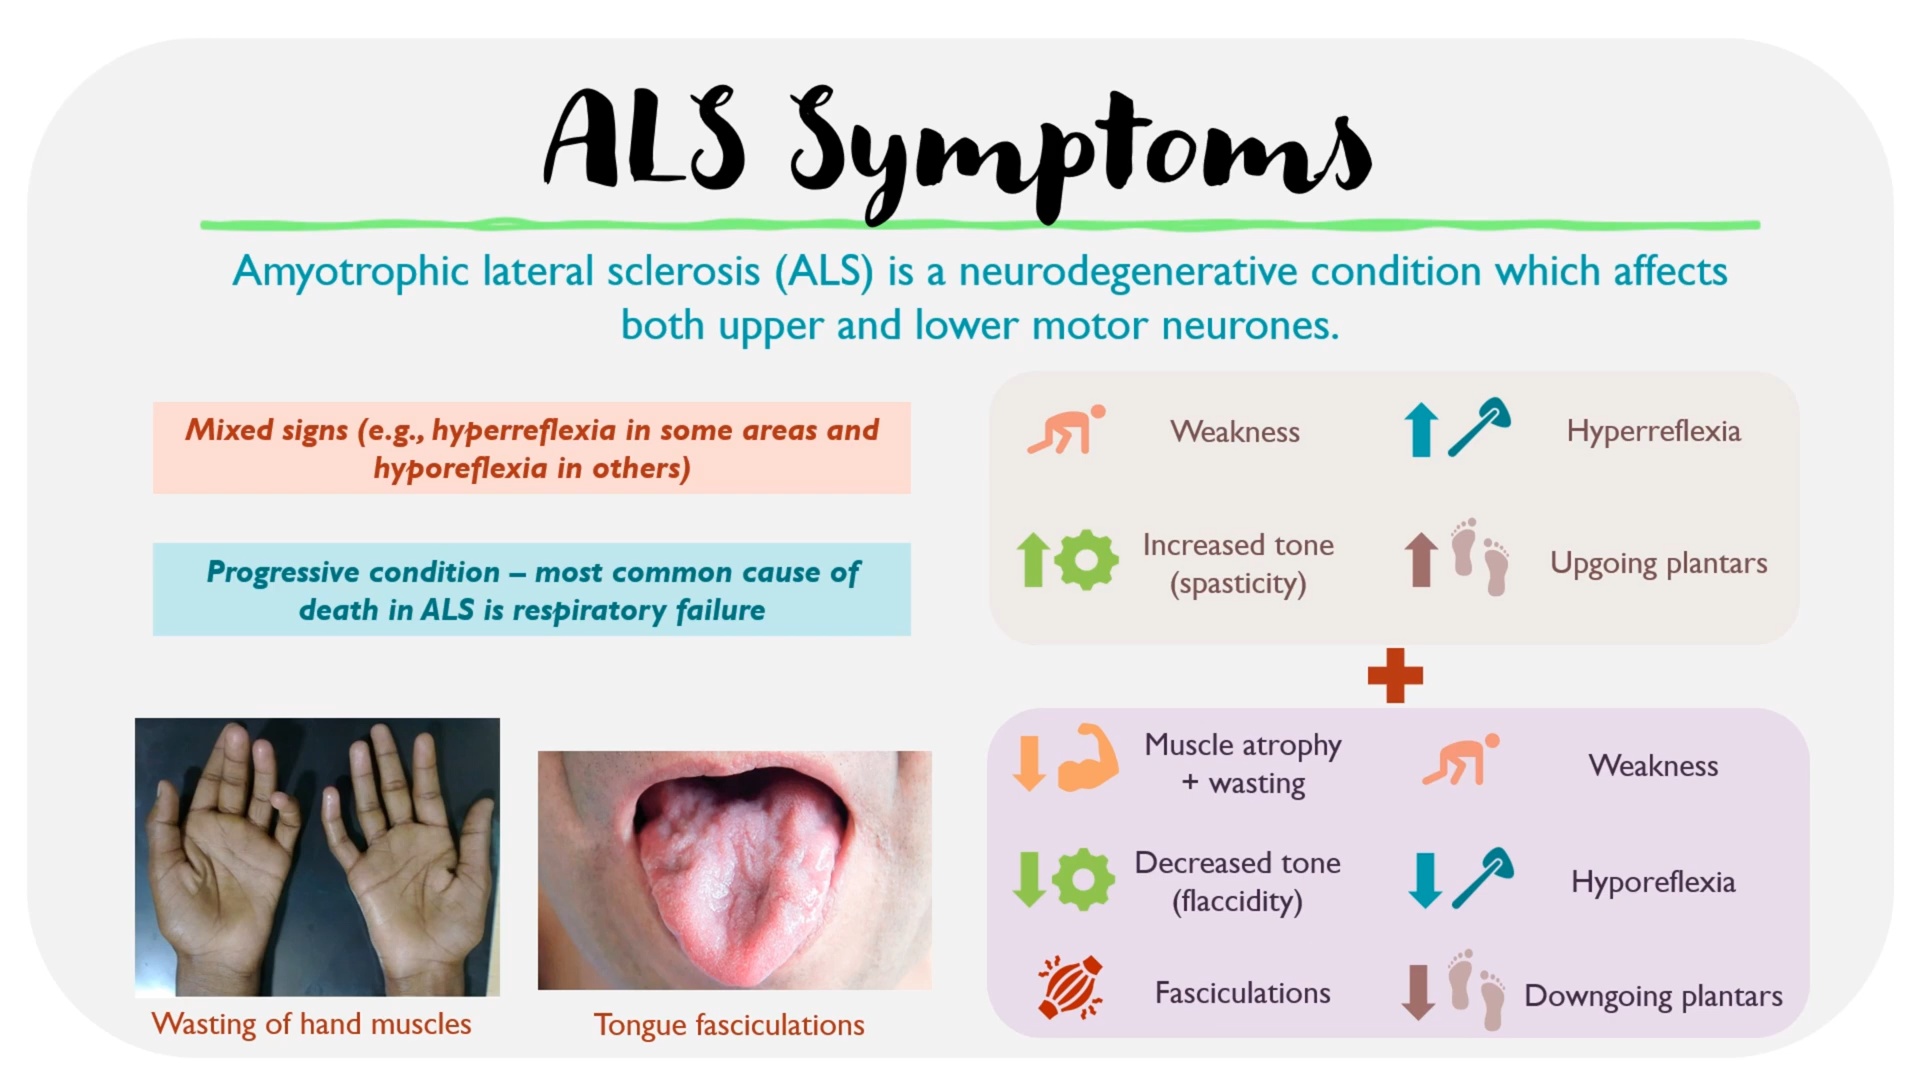 ALS Symptoms
Amyotrophic lateral sclerosis (ALS) is a neurodegenerative condition which affects
both upper and lower motor neurones.
Mixed signs (e.g., hyperreflexia in some areas and
hyporeflexia in others)
Progressive condition – most common cause of
death in ALS is respiratory failure
Wasting of hand muscles
Tongue fasciculations
Weakness
Hyperreflexia
Increased tone
(spasticity)
Upgoing plantars
Muscle atrophy
+ wasting
Weakness
Decreased tone
(flaccidity)
Hyporeflexia
Fasciculations
Downgoing plantars